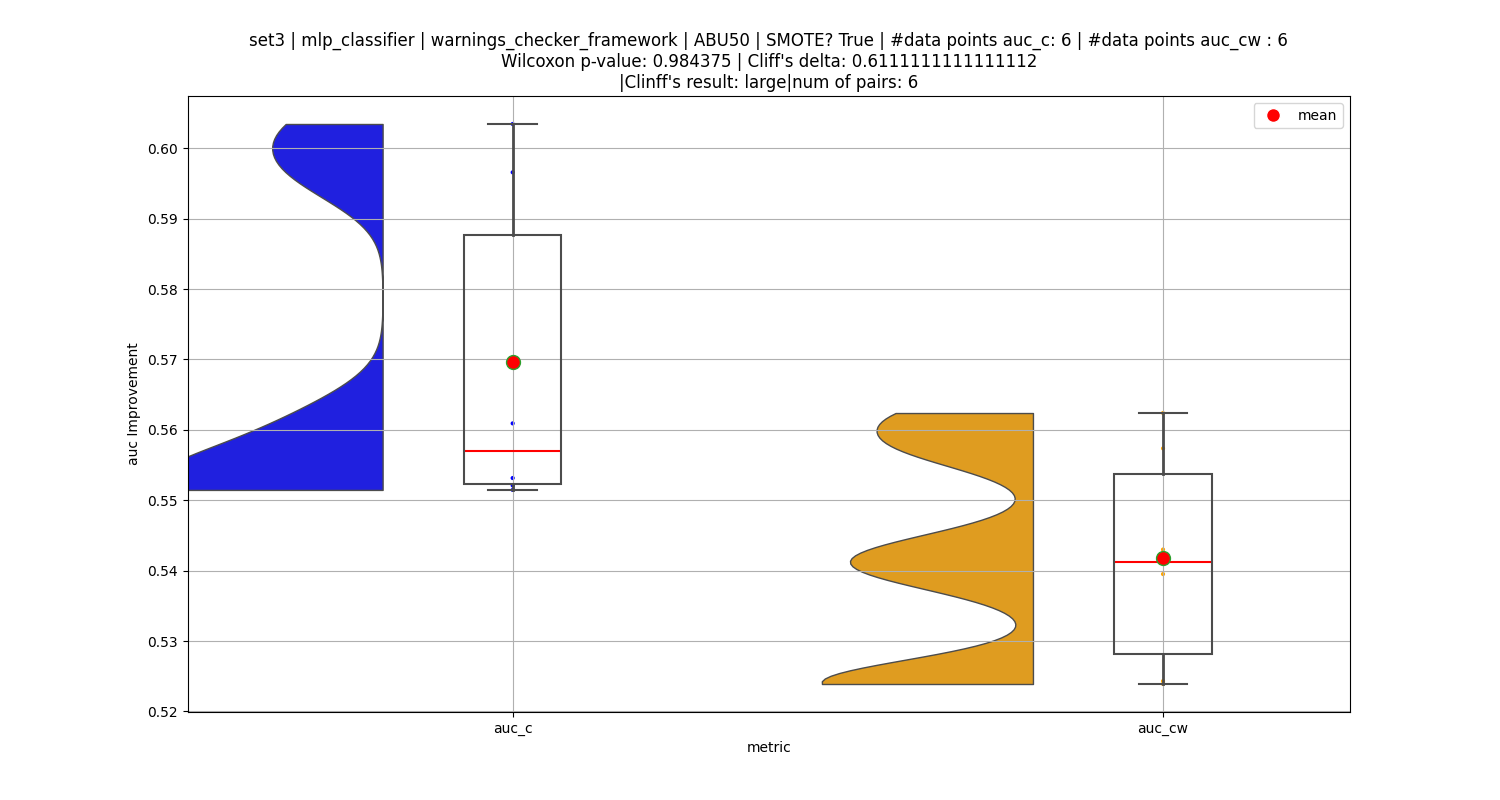 set3 | mlp_classifier | warnings_checker_framework | ABU50 | SMOTE? True | #data points auc_c: 6 | #data points auc_cw : 6
Wilcoxon p-value: 0.984375 | Cliff's delta: 0.6111111111111112
|Clinff's result: large|num of pairs: 6
mean
0.60
0.59
0.58
0.57
0.56
0.55
0.54
0.53
0.52
auc Improvement
auc_c
auc_cw
metric